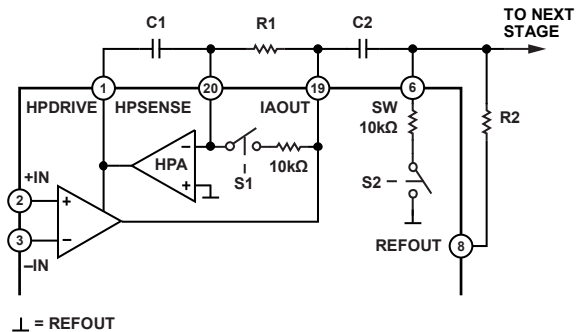 C1
R1
C2
TO NEXT
STAGE
1
20
19
6
HPDRIVE
HPSENSE
IAOUT
SW
10kΩ
R2
HPA
–
+
S1
10kΩ
S2
+IN
2
+
3
–
–IN
REFOUT
8
⊥ = REFOUT